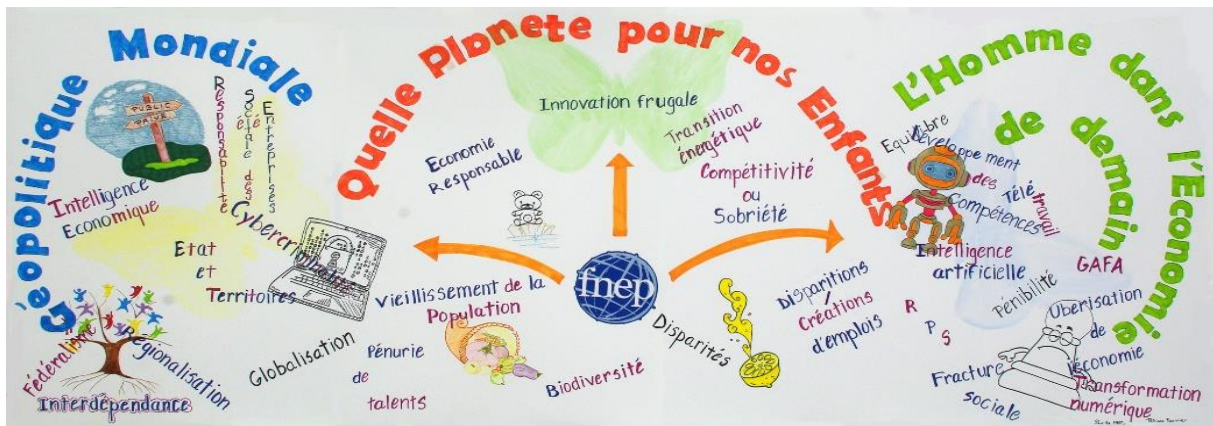 Géopolitique Mondiale
PUBLIC
PRIVE
Responsabilité
Sociétale des
Entreprises
Intelligence
Economique
Cybercriminalité
Etat
et
Territoires
Fédéralisme
Régionalisation
Interdépendance
Globalisation
Quelle Planete pour nos Enfants
Innovation frugale
Economie
Responsable
Transition
énergétique
Compétitivité
ou
Sobriété
fnep
Vieillissement de la
Population
Pénurie
de
talents
Biodiversité
Disparités
Disparitions
Créations
d'emplois
L'Homme dans l'Economie
de demain
Equilibre
Développement
des
Compétences
Télétravail
Intelligence
artificielle
GAFA
R
P
S
Pénibilité
Uberisation
de
l'économie
Fracture
sociale
Transformation
numérique